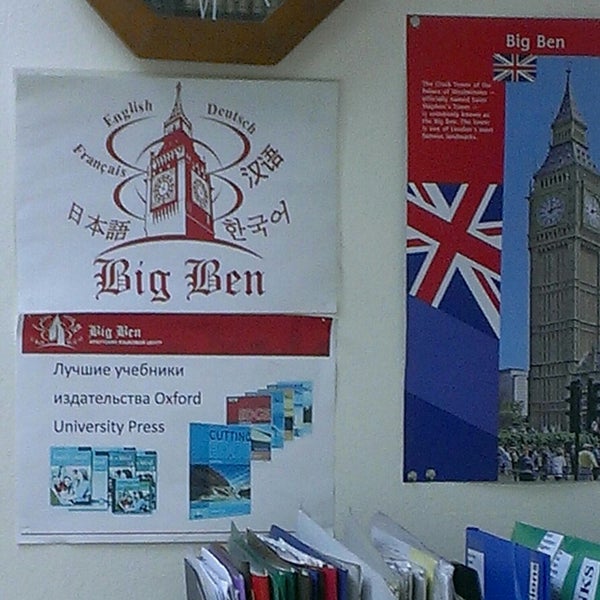 English Deutsch
Français 汉语
日本語 한국어
Big Ben
Big Ben
Лучшие учебники
издательства Oxford
University Press
CUTTING
EDGE
Big Ben
The Clock Tower of the
Palace of Westminster —
officially named Saint
Stephen's Tower —
is commonly known as
the Big Ben. The tower
is one of London's most
famous landmarks.